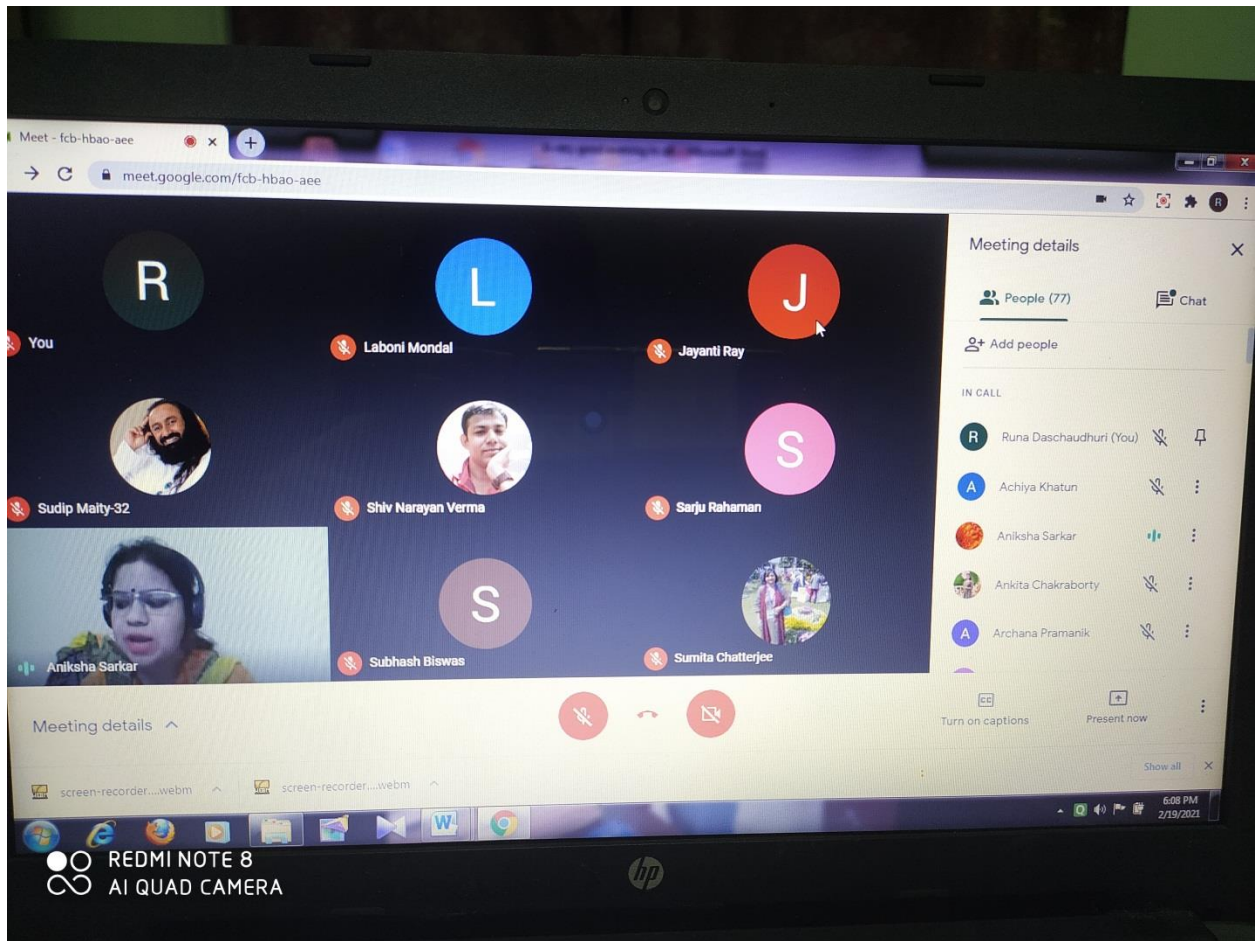 Meet - fcb-hbao-aee
meet.google.com/fcb-hbao-aee
R
R
You
L
Laboni Mondal
J
Jayanti Ray
Sudip Maity-32
Shiv Narayan Verma
S
Sarju Rahaman
Aniksha Sarkar
S
Subhash Biswas
Sumita Chatterjee
Meeting details
People (77)
Chat
Add people
IN CALL
R Runa Daschaudhuri (You)
A Achiya Khatun
Aniksha Sarkar
Ankita Chakraborty
A Archana Pramanik
Meeting details
CC
Turn on captions
Present now
screen-recorder....webm
screen-recorder....webm
Show all
W
Q
6:08 PM
2/19/2021
hp
REDMI NOTE 8
AI QUAD CAMERA